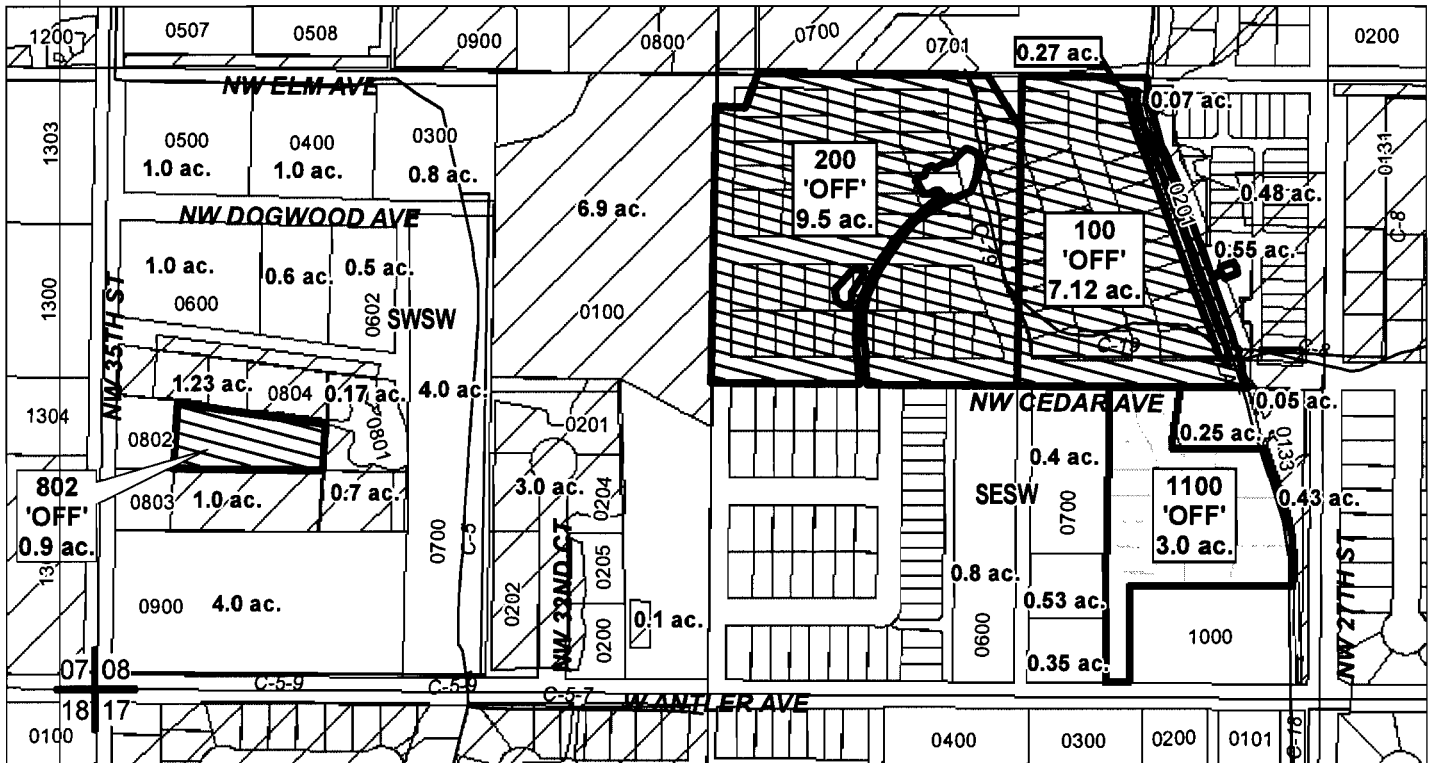 1200
0507
0508
0900
0800
0700
0701
0.27 ac.
0200
NW ELM AVE
0.07 ac.
1303
0500
1.0 ac.
0400
1.0 ac.
0300
0.8 ac.
6.9 ac.
200
'OFF'
9.5 ac.
100
'OFF'
7.12 ac.
0201
0.48 ac.
0131
C-8
0.55 ac.
C-19
NW DOGWOOD AVE
1300
NW 35TH ST
1.0 ac.
0600
0.6 ac.
0.5 ac.
0602
SWSW
0100
C-19
C-8
1304
1.23 ac.
0804
0.17 ac.
4.0 ac.
0801
0802
NW CEDAR AVE
0.05 ac.
0201
0.25 ac.
0133
802
'OFF'
0.9 ac.
0803
1.0 ac.
0.7 ac.
3.0 ac.
0204
0.4 ac.
SESW
0700
1100
'OFF'
3.0 ac.
0.43 ac.
0700
C-5
NW 32ND CT
0205
0202
0.8 ac.
NW 27TH ST
0900
4.0 ac.
0200
0.1 ac.
0600
0.53 ac.
1000
0.35 ac.
07 08
18 17
C-5-9
C-5-9
C-5-7
W ANTLER AVE
0100
0400
0300
0200
0101
C-18